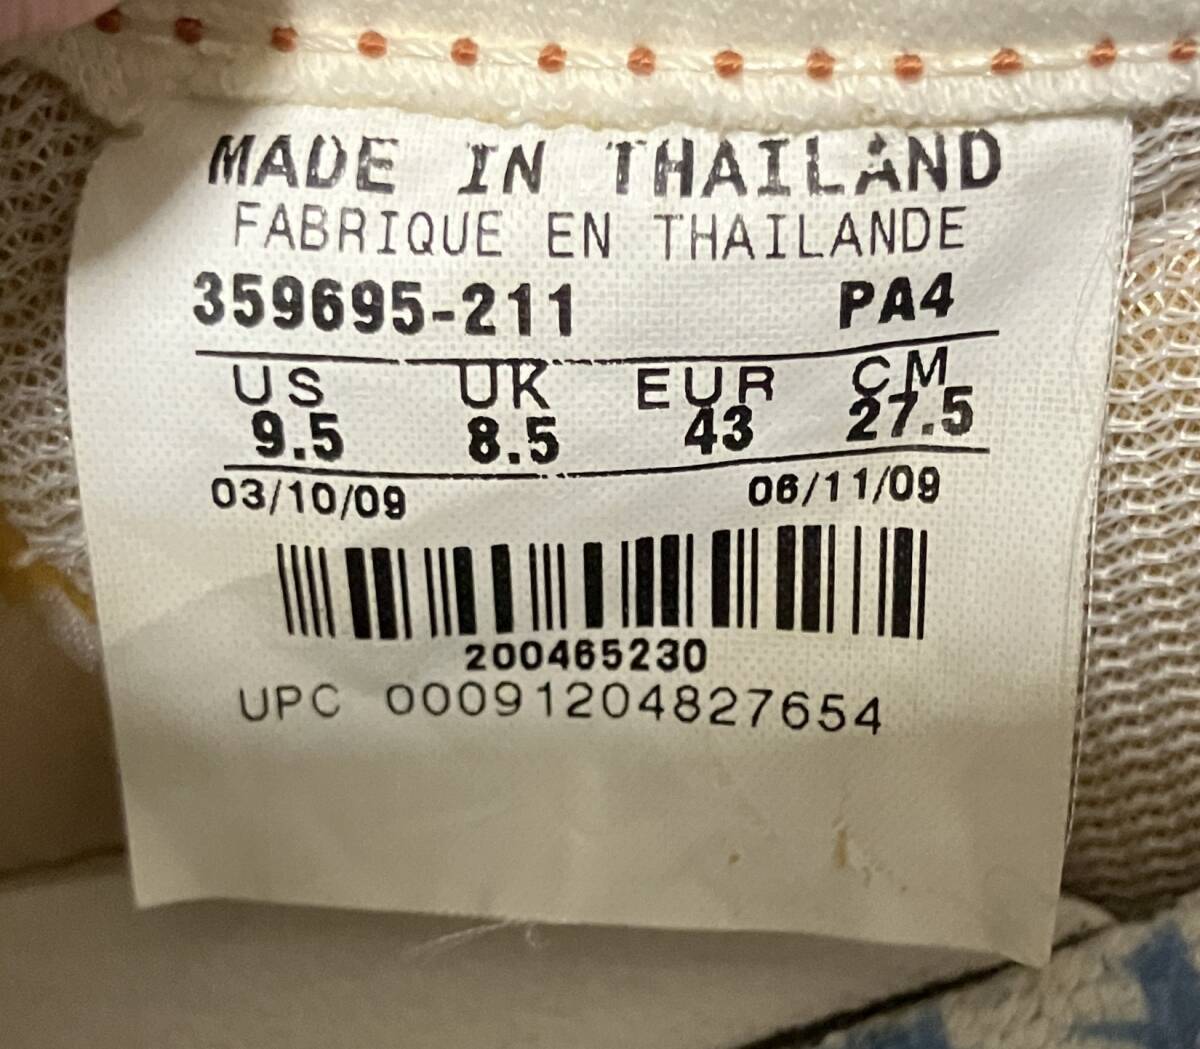 MADE IN THAILAND
FABRIQUE EN THAILANDE
359695-211 PA4
US UK EUR CM
9.5 8.5 43 27.5
03/10/09 06/11/09
200465230
UPC 00091204827654